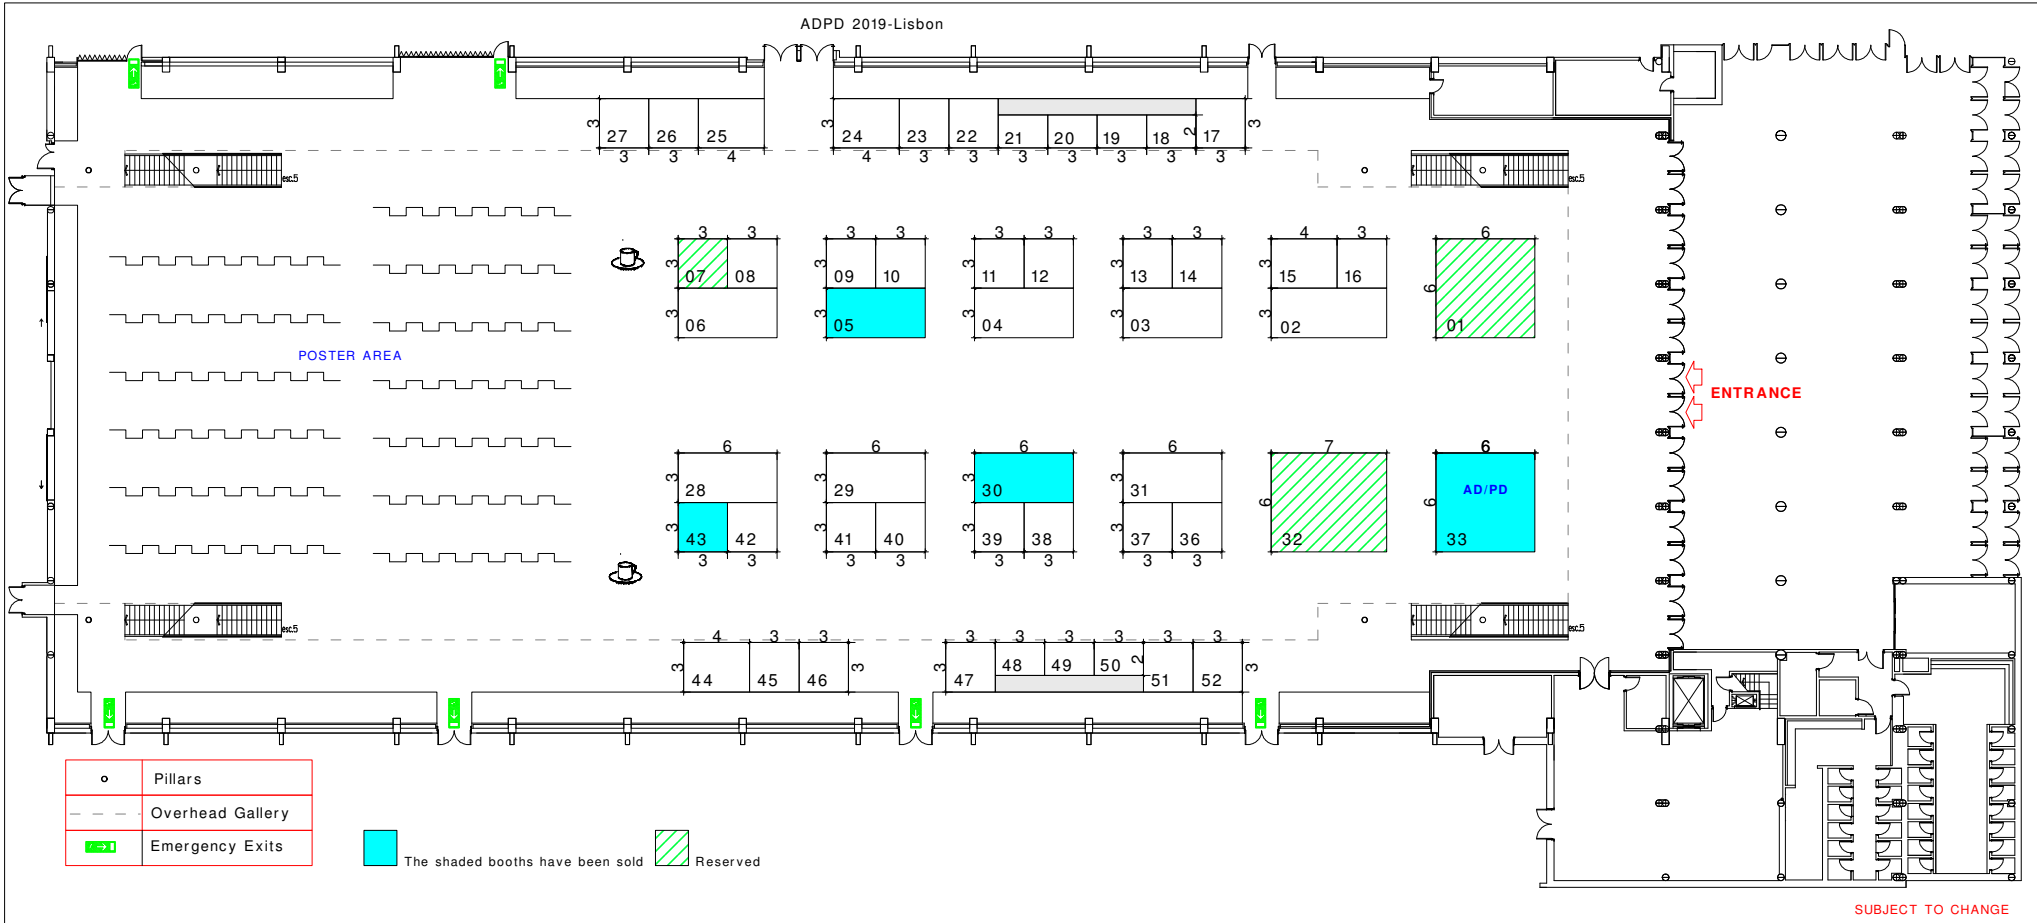 ADPD 2019-Lisbon
3 27 26 25 24 23 22 21 20 19 18 2 17 3
3 3 4 4 3 3 3 3 3 3 3
esc.5 esc.5
3 3 3 3 3 3 3 3 4 3 6
3 07 08 3 09 10 3 11 12 3 13 14 3 15 16 6
3 06 3 05 3 04 3 03 3 02 01
POSTER AREA
ENTRANCE
6 6 6 6 7 6
3 28 3 29 3 30 3 31 6 6 AD/PD
3 43 42 3 41 40 3 39 38 3 37 36 32 33
3 3 3 3 3 3 3 3
esc.5 esc.5
4 3 3 3 3 3 3 3 3
3 44 45 46 3 47 48 49 50 2 51 52 3
Pillars
Overhead Gallery
Emergency Exits
The shaded booths have been sold
Reserved
SUBJECT TO CHANGE